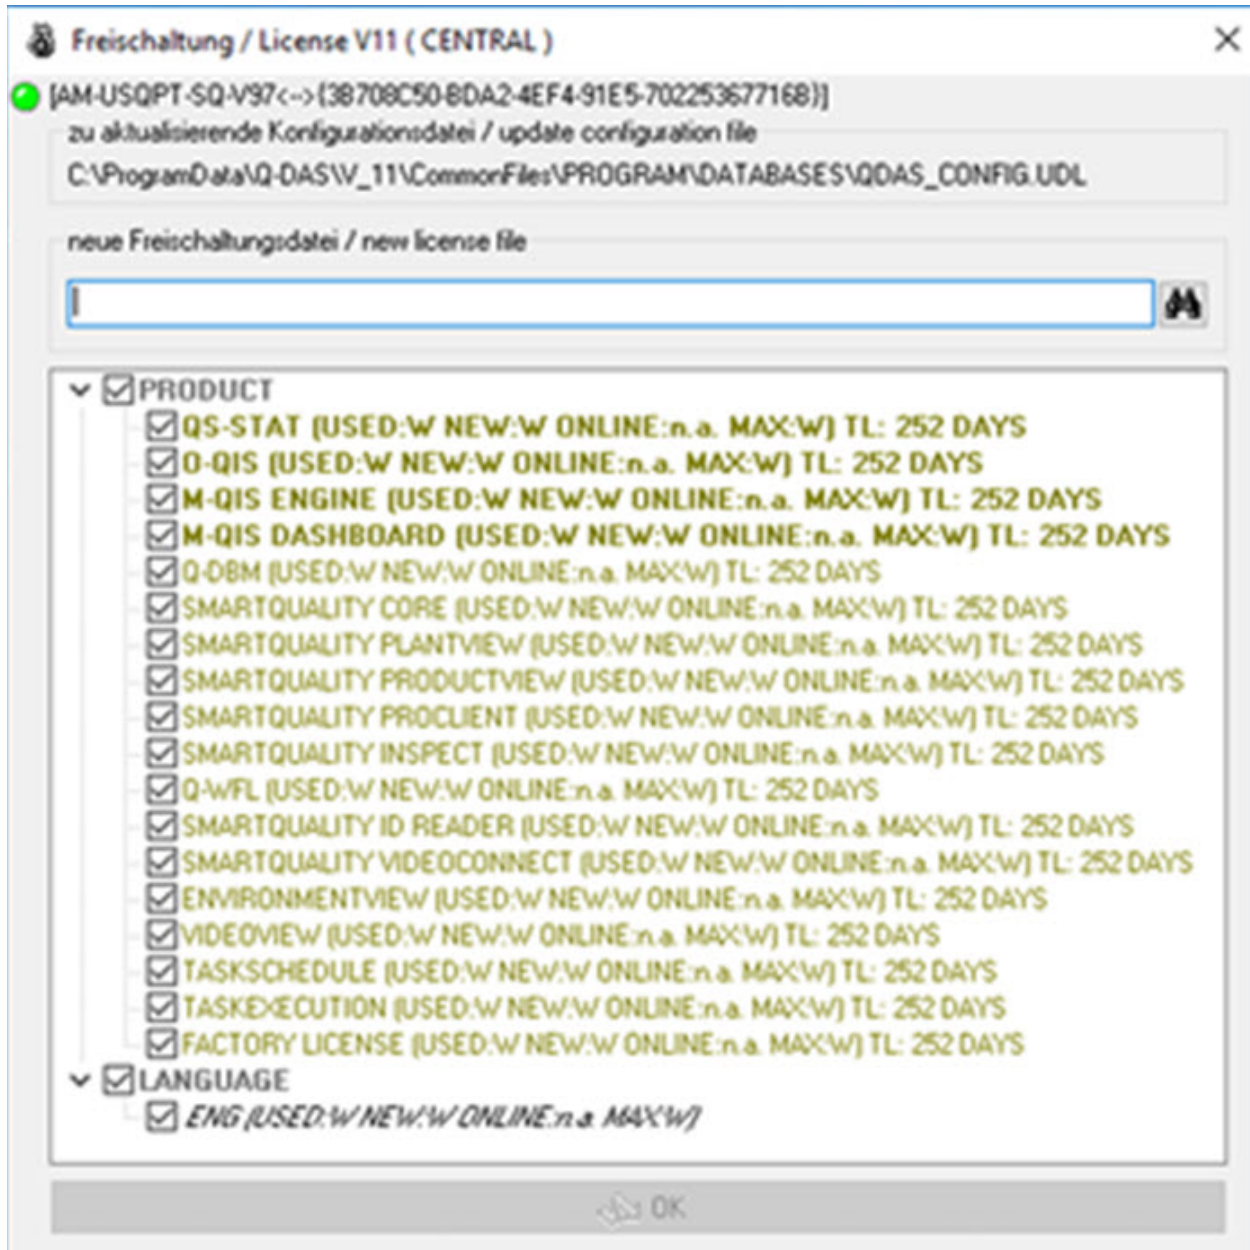 Freischaltung / License V11 ( CENTRAL )
[AM-USQPT-SQ-V97<-->{3B708C50-BDA2-4EF4-91E5-70225367716B}]
zu aktualisierende Konfigurationsdatei / update configuration file
C:\ProgramData\Q-DAS\V_11\CommonFiles\PROGRAM\DATABASES\QDAS_CONFIG.UDL
neue Freischaltungsdatei / new license file
PRODUCT
QS-STAT (USED:W NEW:W ONLINE:n.a. MAX:W) TL: 252 DAYS
O-QIS (USED:W NEW:W ONLINE:n.a. MAX:W) TL: 252 DAYS
M-QIS ENGINE (USED:W NEW:W ONLINE:n.a. MAX:W) TL: 252 DAYS
M-QIS DASHBOARD (USED:W NEW:W ONLINE:n.a. MAX:W) TL: 252 DAYS
Q-DBM (USED:W NEW:W ONLINE:n.a. MAX:W) TL: 252 DAYS
SMARTQUALITY CORE (USED:W NEW:W ONLINE:n.a. MAX:W) TL: 252 DAYS
SMARTQUALITY PLANTVIEW (USED:W NEW:W ONLINE:n.a. MAX:W) TL: 252 DAYS
SMARTQUALITY PRODUCTVIEW (USED:W NEW:W ONLINE:n.a. MAX:W) TL: 252 DAYS
SMARTQUALITY PROCLIENT (USED:W NEW:W ONLINE:n.a. MAX:W) TL: 252 DAYS
SMARTQUALITY INSPECT (USED:W NEW:W ONLINE:n.a. MAX:W) TL: 252 DAYS
Q-WFL (USED:W NEW:W ONLINE:n.a. MAX:W) TL: 252 DAYS
SMARTQUALITY ID READER (USED:W NEW:W ONLINE:n.a. MAX:W) TL: 252 DAYS
SMARTQUALITY VIDEOCONNECT (USED:W NEW:W ONLINE:n.a. MAX:W) TL: 252 DAYS
ENVIRONMENTVIEW (USED:W NEW:W ONLINE:n.a. MAX:W) TL: 252 DAYS
VIDEOVIEW (USED:W NEW:W ONLINE:n.a. MAX:W) TL: 252 DAYS
TASKSCHEDULE (USED:W NEW:W ONLINE:n.a. MAX:W) TL: 252 DAYS
TASKEXECUTION (USED:W NEW:W ONLINE:n.a. MAX:W) TL: 252 DAYS
FACTORY LICENSE (USED:W NEW:W ONLINE:n.a. MAX:W) TL: 252 DAYS
LANGUAGE
ENG (USED:W NEW:W ONLINE:n.a. MAX:W)
OK